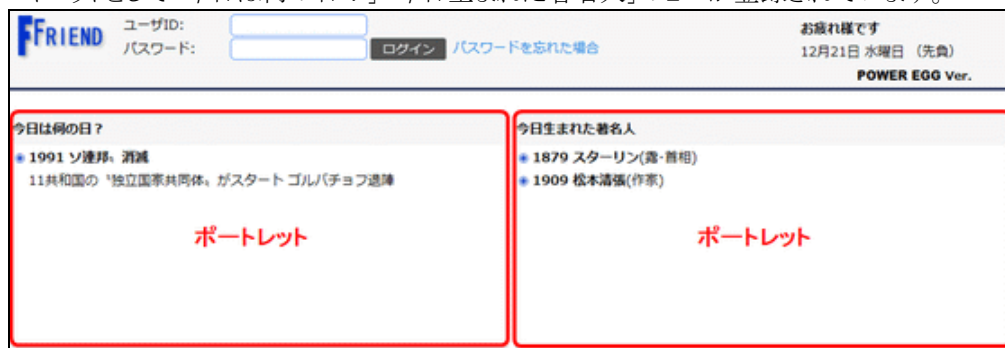 FFRIEND
ユーザID:
パスワード:
ログイン パスワードを忘れた場合
お疲れ様です
12月21日 水曜日 (先負)
POWER EGG Ver.
今日は何の日?
1991 ソ連邦、消滅
11共和国の〝独立国家共同体〟がスタート ゴルバチョフ退陣
ポートレット
今日生まれた著名人
1879 スターリン(露・首相)
1909 松本清張(作家)
ポートレット